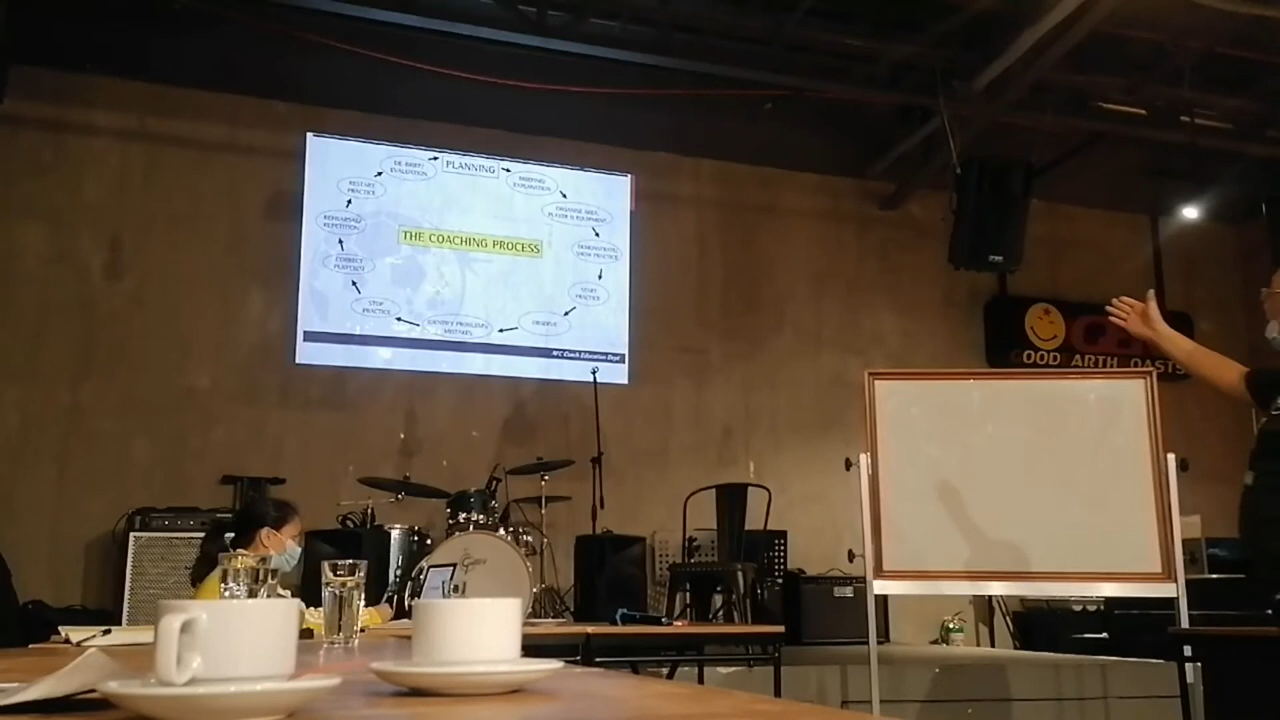 DE-BRIEF/
EVALUATION
PLANNING
BRIEFING/
EXPLANATION
RESTART
PRACTICE
ORGANISE AREA,
PLAYER & EQUIPMENT
REHEARSAL/
REPETITION
THE COACHING PROCESS
DEMONSTRATE/
SHOW PRACTICE
CORRECT
START
PRACTICE
STOP
PRACTICE
IDENTIFY PROBLEMS/
MISTAKES
OBSERVE
AFC Coach Education Dept
OOD ARTH OASTS